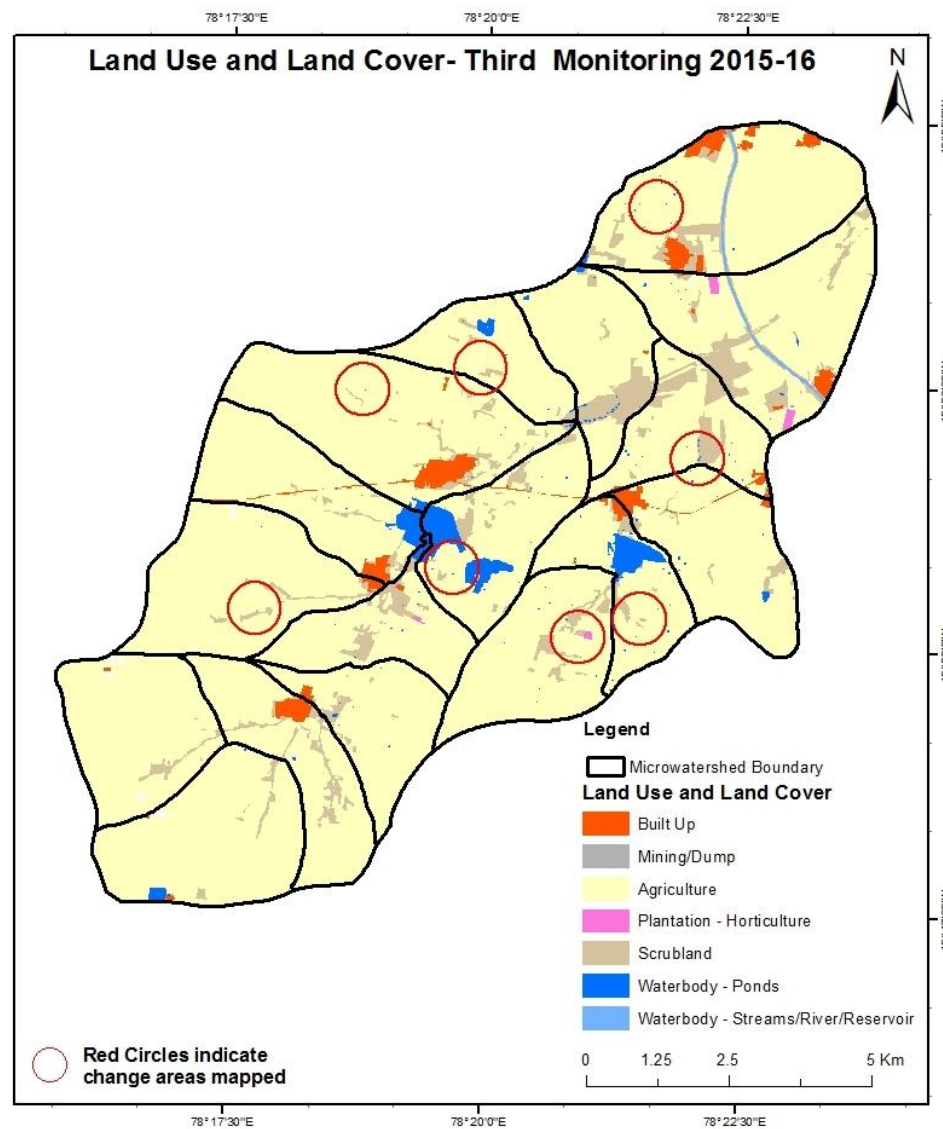 78°17'30"E 78°20'0"E 78°22'30"E
Land Use and Land Cover- Third Monitoring 2015-16
N
Legend
Microwatershed Boundary
Land Use and Land Cover
Built Up
Mining/Dump
Agriculture
Plantation - Horticulture
Scrubland
Waterbody - Ponds
Waterbody - Streams/River/Reservoir
0 1.25 2.5 5 Km
Red Circles indicate
change areas mapped
78°17'30"E 78°20'0"E 78°22'30"E